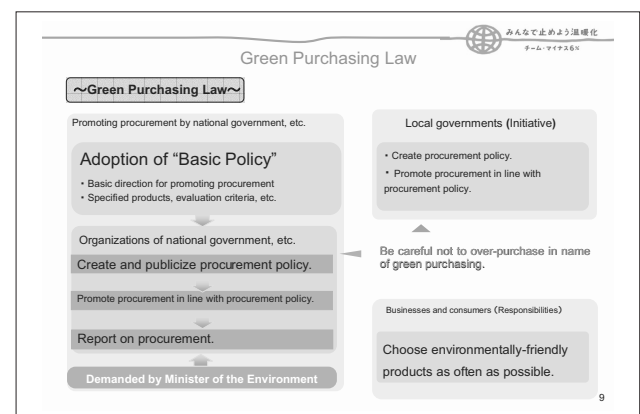 みんなで止めよう温暖化
チーム・マイナス6%
Green Purchasing Law
～Green Purchasing Law～
Promoting procurement by national government, etc.
Adoption of “Basic Policy”
・Basic direction for promoting procurement
・Specified products, evaluation criteria, etc.
Organizations of national government, etc.
Create and publicize procurement policy.
Promote procurement in line with procurement policy.
Report on procurement.
Demanded by Minister of the Environment
Local governments (Initiative)
・Create procurement policy.
・ Promote procurement in line with
procurement policy.
Be careful not to over-purchase in name
of green purchasing.
Businesses and consumers (Responsibilities)
Choose environmentally-friendly
products as often as possible.
9